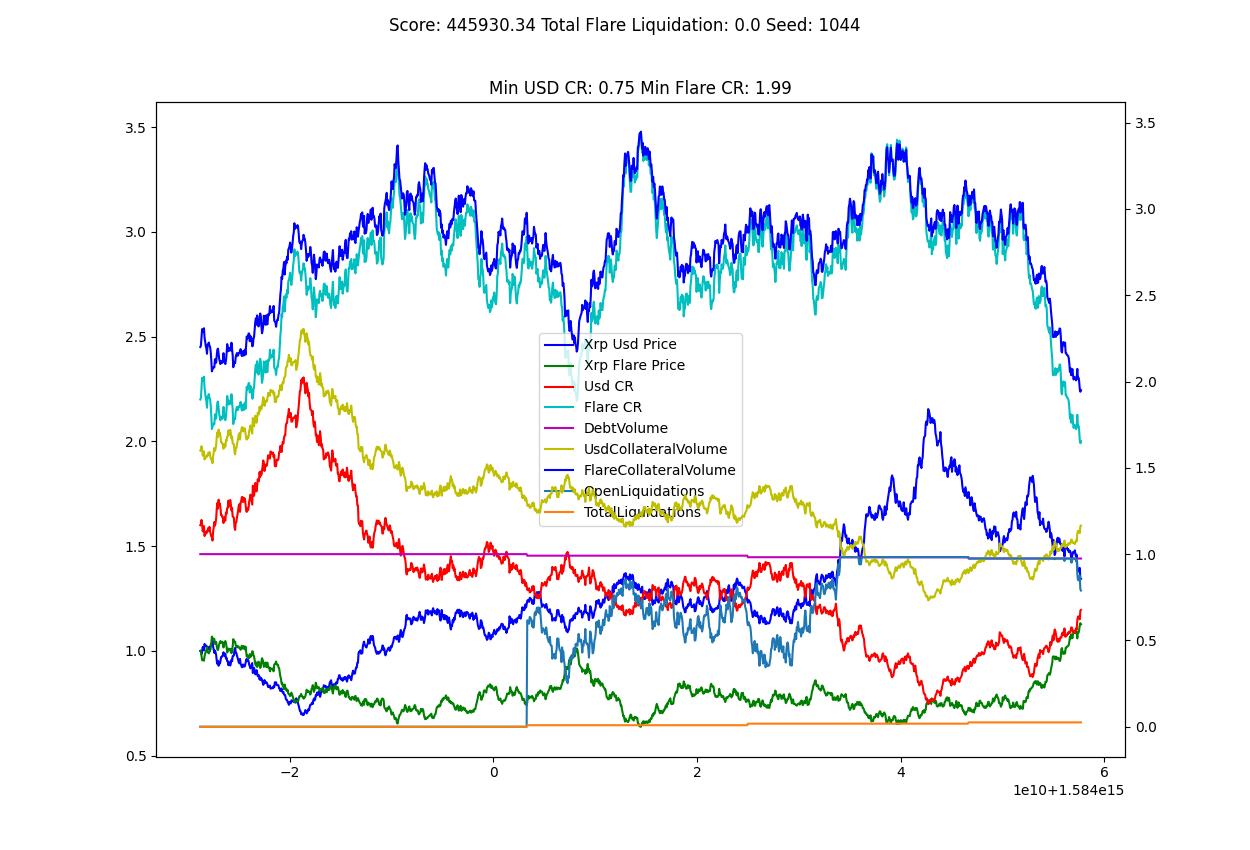 Score: 445930.34 Total Flare Liquidation: 0.0 Seed: 1044
Min USD CR: 0.75 Min Flare CR: 1.99
3.5
3.0
2.5
2.0
1.5
1.0
0.5
3.5
3.0
2.5
2.0
1.5
1.0
0.5
0.0
Xrp Usd Price
Xrp Flare Price
Usd CR
Flare CR
DebtVolume
UsdCollateralVolume
FlareCollateralVolume
OpenLiquidations
TotalLiquidations
−2 0 2 4 6
1e10+1.584e15